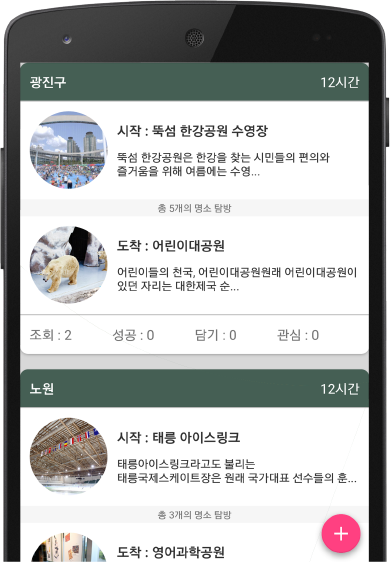 광진구 12시간
시작 : 뚝섬 한강공원 수영장
뚝섬 한강공원은 한강을 찾는 시민들의 편의와
즐거움을 위해 여름에는 수영...
총 5개의 명소 탐방
도착 : 어린이대공원
어린이들의 천국, 어린이대공원원래 어린이대공원이
있던 자리는 대한제국 순...
조회 : 2 성공 : 0 담기 : 0 관심 : 0
노원 12시간
시작 : 태릉 아이스링크
태릉아이스링크라고도 불리는
태릉국제스케이트장은 원래 국가대표 선수들의 훈...
총 3개의 명소 탐방
도착 : 영어과학공원